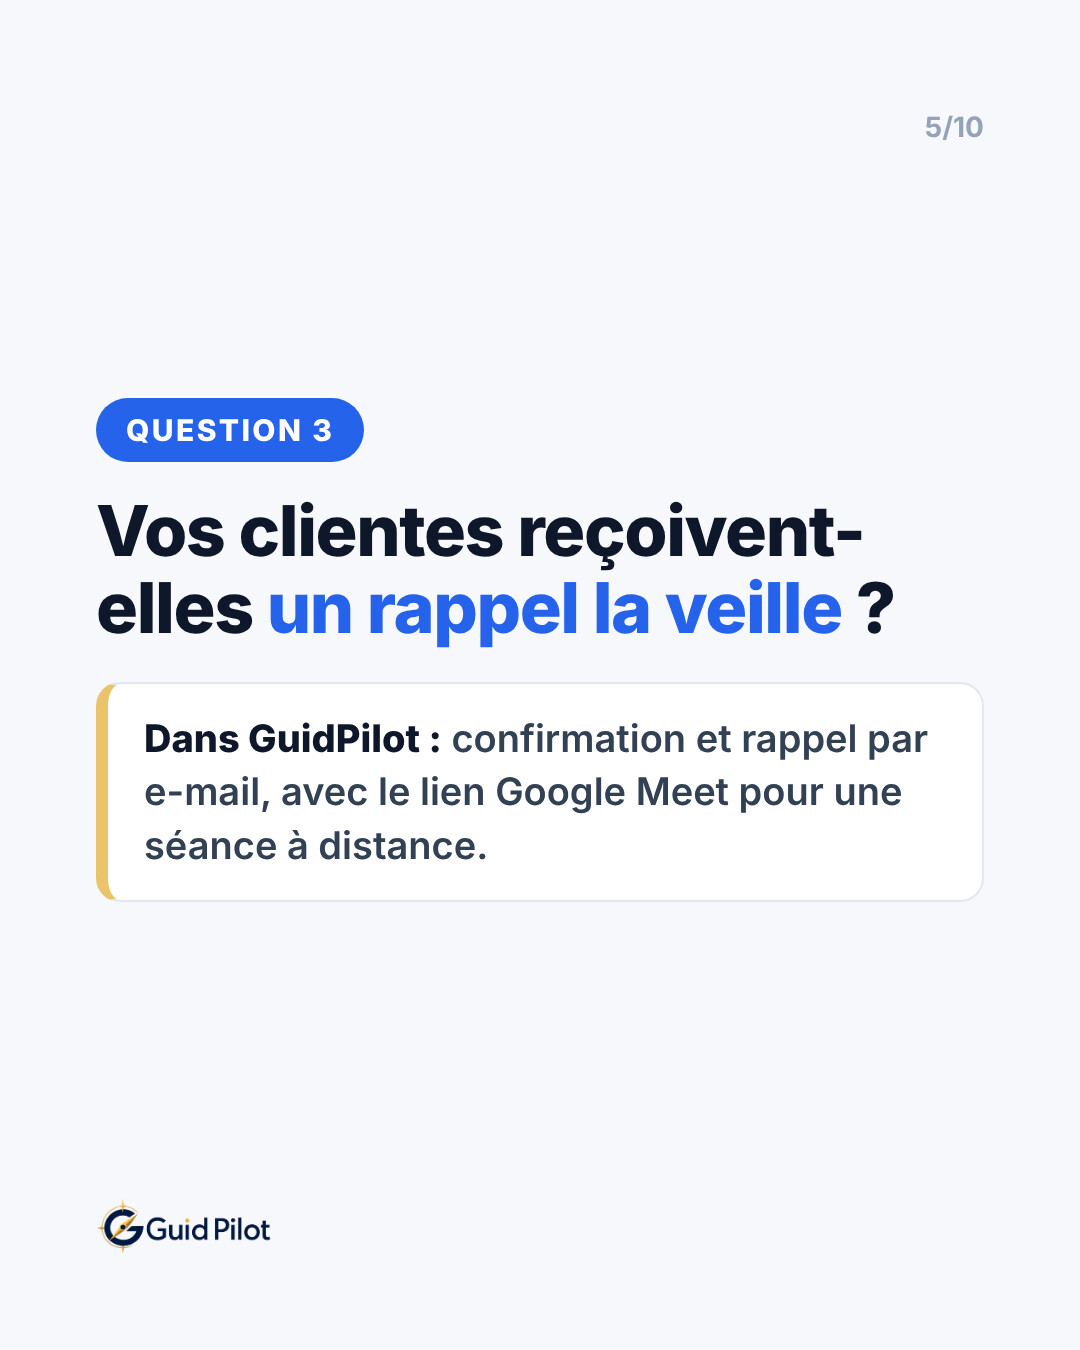 5/10
QUESTION 3
Vos clientes reçoivent-
elles un rappel la veille ?
Dans GuidPilot : confirmation et rappel par
e-mail, avec le lien Google Meet pour une
séance à distance.
Guid Pilot